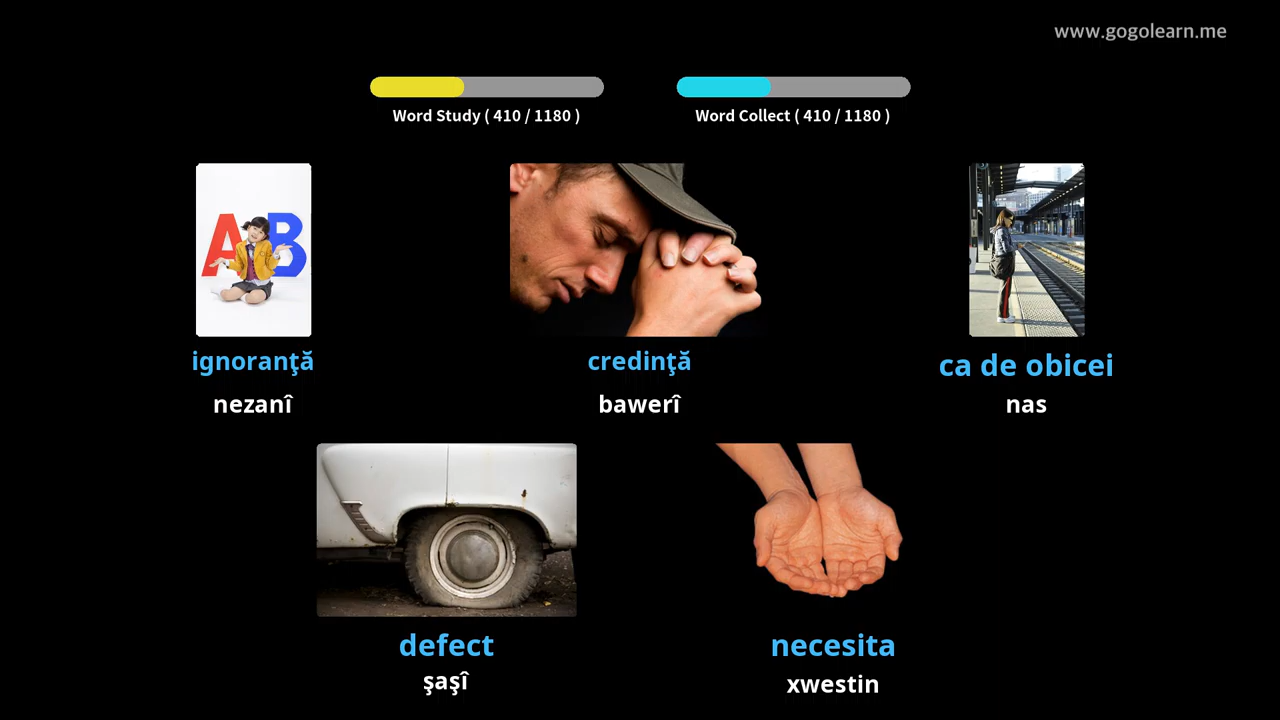 www.gogolearn.me
Word Study ( 410 / 1180 )
Word Collect ( 410 / 1180 )
A B
ignoranţă
credinţă
ca de obicei
nezanî
bawerî
nas
defect
necesita
şaşî
xwestin